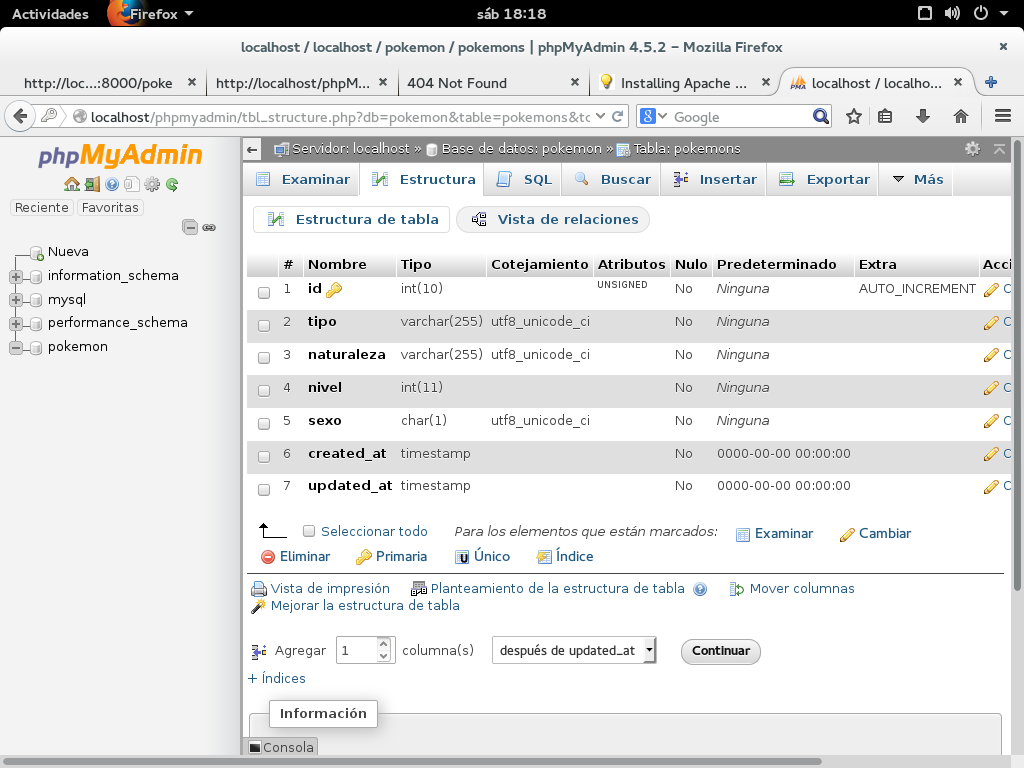 Actividades Firefox sáb 18:18
localhost / localhost / pokemon / pokemons | phpMyAdmin 4.5.2 – Mozilla Firefox
http://loc...:8000/poke http://localhost/phpM... 404 Not Found Installing Apache ... localhost / localho...
localhost/phpmyadmin/tbl_structure.php?db=pokemon&table=pokemons&tc Google
phpMyAdmin
Reciente Favoritas
Nueva
information_schema
mysql
performance_schema
pokemon
Servidor: localhost » Base de datos: pokemon » Tabla: pokemons
Examinar Estructura SQL Buscar Insertar Exportar Más
Estructura de tabla Vista de relaciones
# Nombre Tipo Cotejamiento Atributos Nulo Predeterminado Extra Acci
1 id int(10) UNSIGNED No Ninguna AUTO_INCREMENT C
2 tipo varchar(255) utf8_unicode_ci No Ninguna C
3 naturaleza varchar(255) utf8_unicode_ci No Ninguna C
4 nivel int(11) No Ninguna C
5 sexo char(1) utf8_unicode_ci No Ninguna C
6 created_at timestamp No 0000-00-00 00:00:00 C
7 updated_at timestamp No 0000-00-00 00:00:00 C
Seleccionar todo Para los elementos que están marcados: Examinar Cambiar
Eliminar Primaria Único Índice
Vista de impresión Planteamiento de la estructura de tabla Mover columnas
Mejorar la estructura de tabla
Agregar 1 columna(s) después de updated_at Continuar
+ Índices
Información
Consola